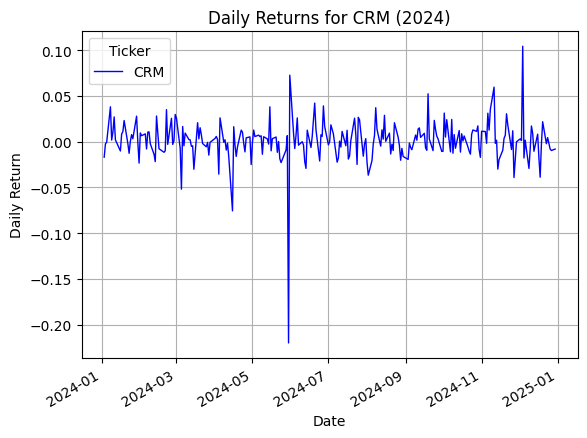 Daily Returns for CRM (2024)
Ticker
CRM
Daily Return
0.10
0.05
0.00
−0.05
−0.10
−0.15
−0.20
2024-01
2024-03
2024-05
2024-07
2024-09
2024-11
2025-01
Date